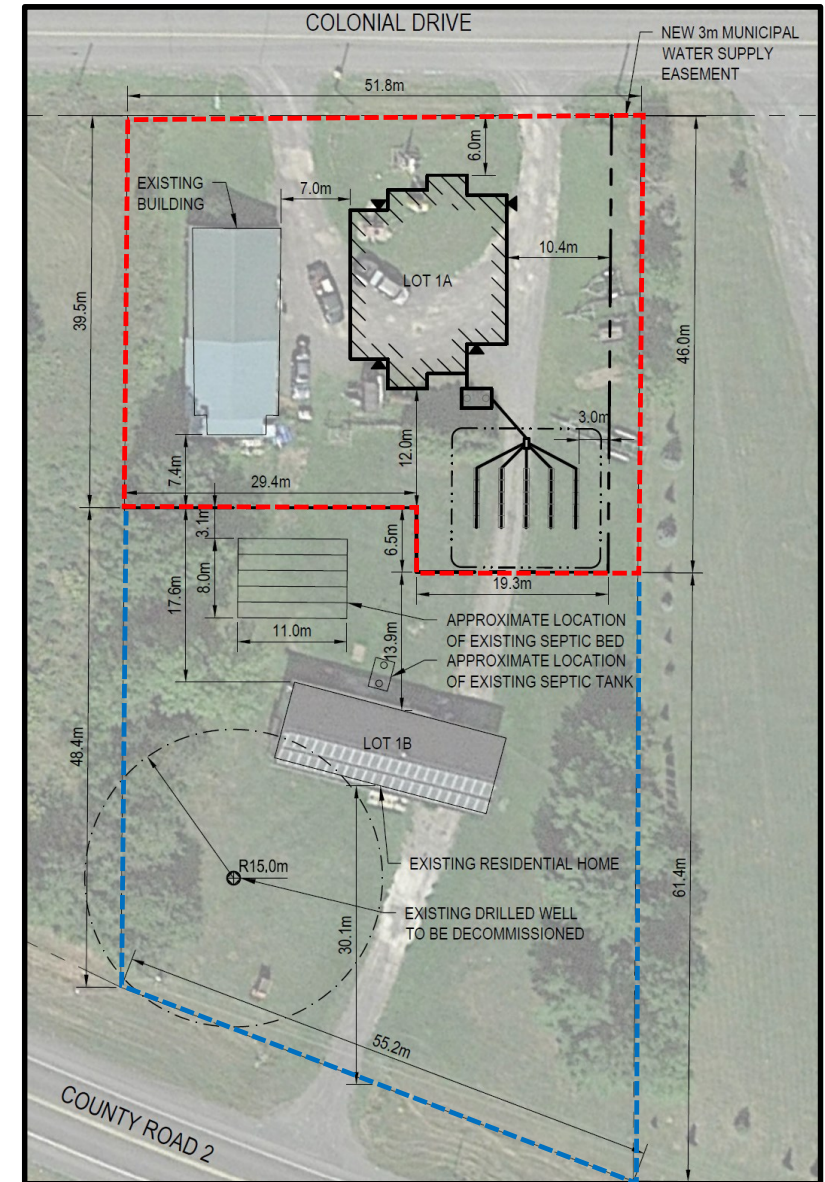 COLONIAL DRIVE
NEW 3m MUNICIPAL
WATER SUPPLY
EASEMENT
51.8m
6.0m
EXISTING
BUILDING
7.0m
10.4m
LOT 1A
39.5m
46.0m
3.0m
12.0m
7.4m
29.4m
3.1m
6.5m
19.3m
17.6m
8.0m
11.0m
13.9m
APPROXIMATE LOCATION
OF EXISTING SEPTIC BED
APPROXIMATE LOCATION
OF EXISTING SEPTIC TANK
LOT 1B
48.4m
R15.0m
EXISTING RESIDENTIAL HOME
61.4m
EXISTING DRILLED WELL
TO BE DECOMMISSIONED
30.1m
55.2m
COUNTY ROAD 2